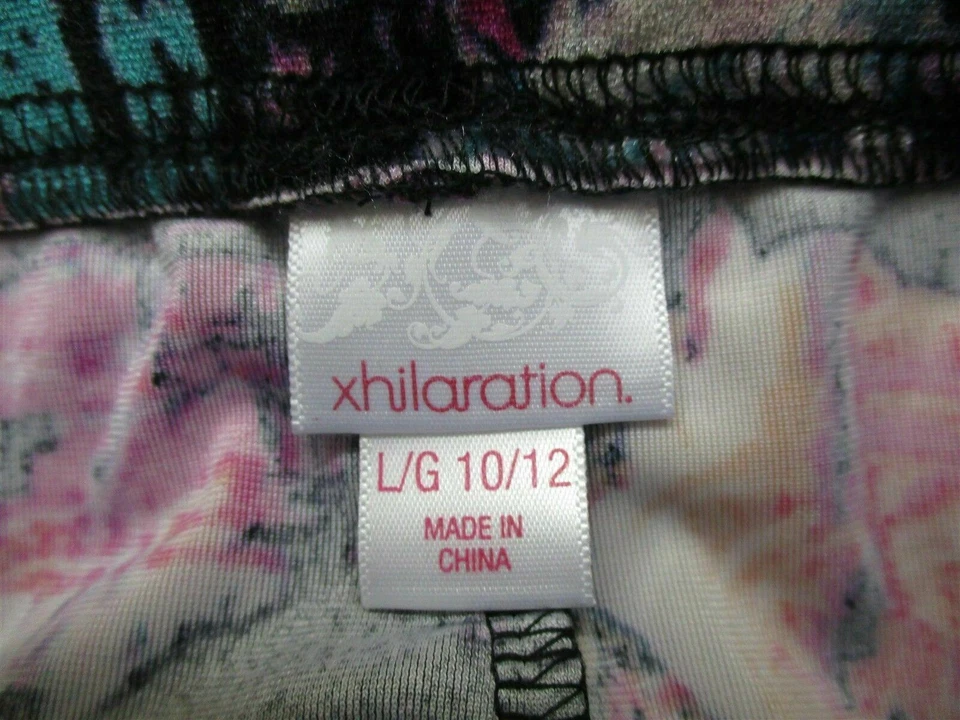 xhilaration.
L/G 10/12
MADE IN
CHINA